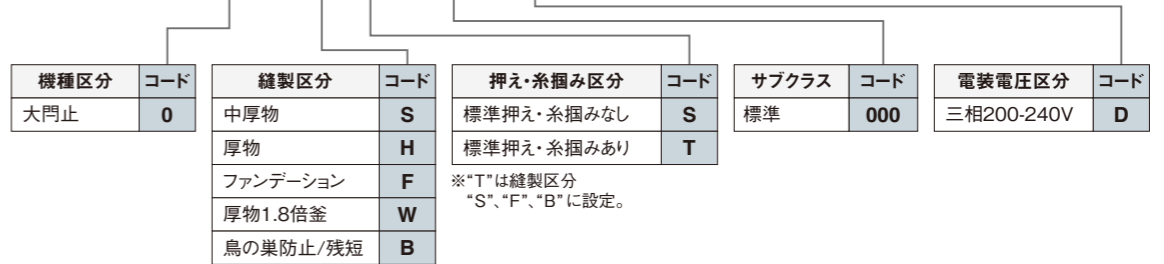 機種区分 コード
大閂止 0
縫製区分 コード
中厚物 S
厚物 H
ファンデーション F
厚物1.8倍釜 W
鳥の巣防止/残短 B
押え・糸掴み区分 コード
標準押え・糸掴みなし S
標準押え・糸掴みあり T
※“T”は縫製区分
“S”、“F”、“B”に設定。
サブクラス コード
標準 000
電装電圧区分 コード
三相200-240V D